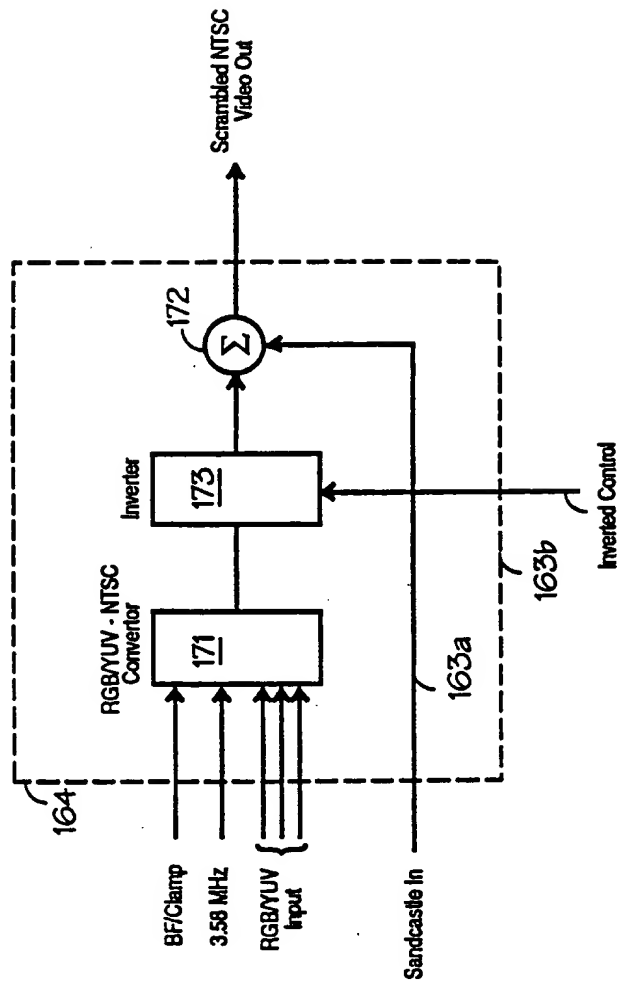 164
RGB/YUV - NTSC
Convertor
Inverter
172
171
173
Σ
Scrambled NTSC
Video Out
BF/Clamp
3.58 MHz
RGB/YUV
Input
Sandcastle In
163a
163b
Inverted Control